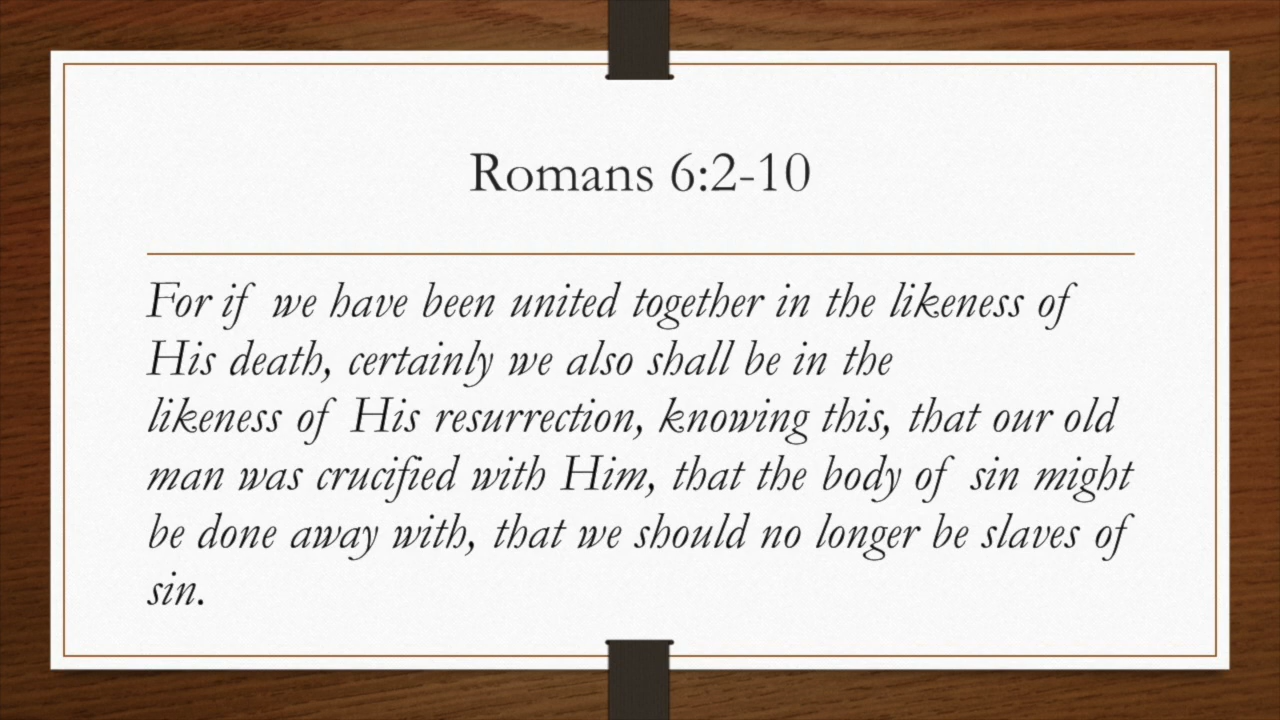 Romans 6:2-10
For if we have been united together in the likeness of
His death, certainly we also shall be in the
likeness of His resurrection, knowing this, that our old
man was crucified with Him, that the body of sin might
be done away with, that we should no longer be slaves of
sin.